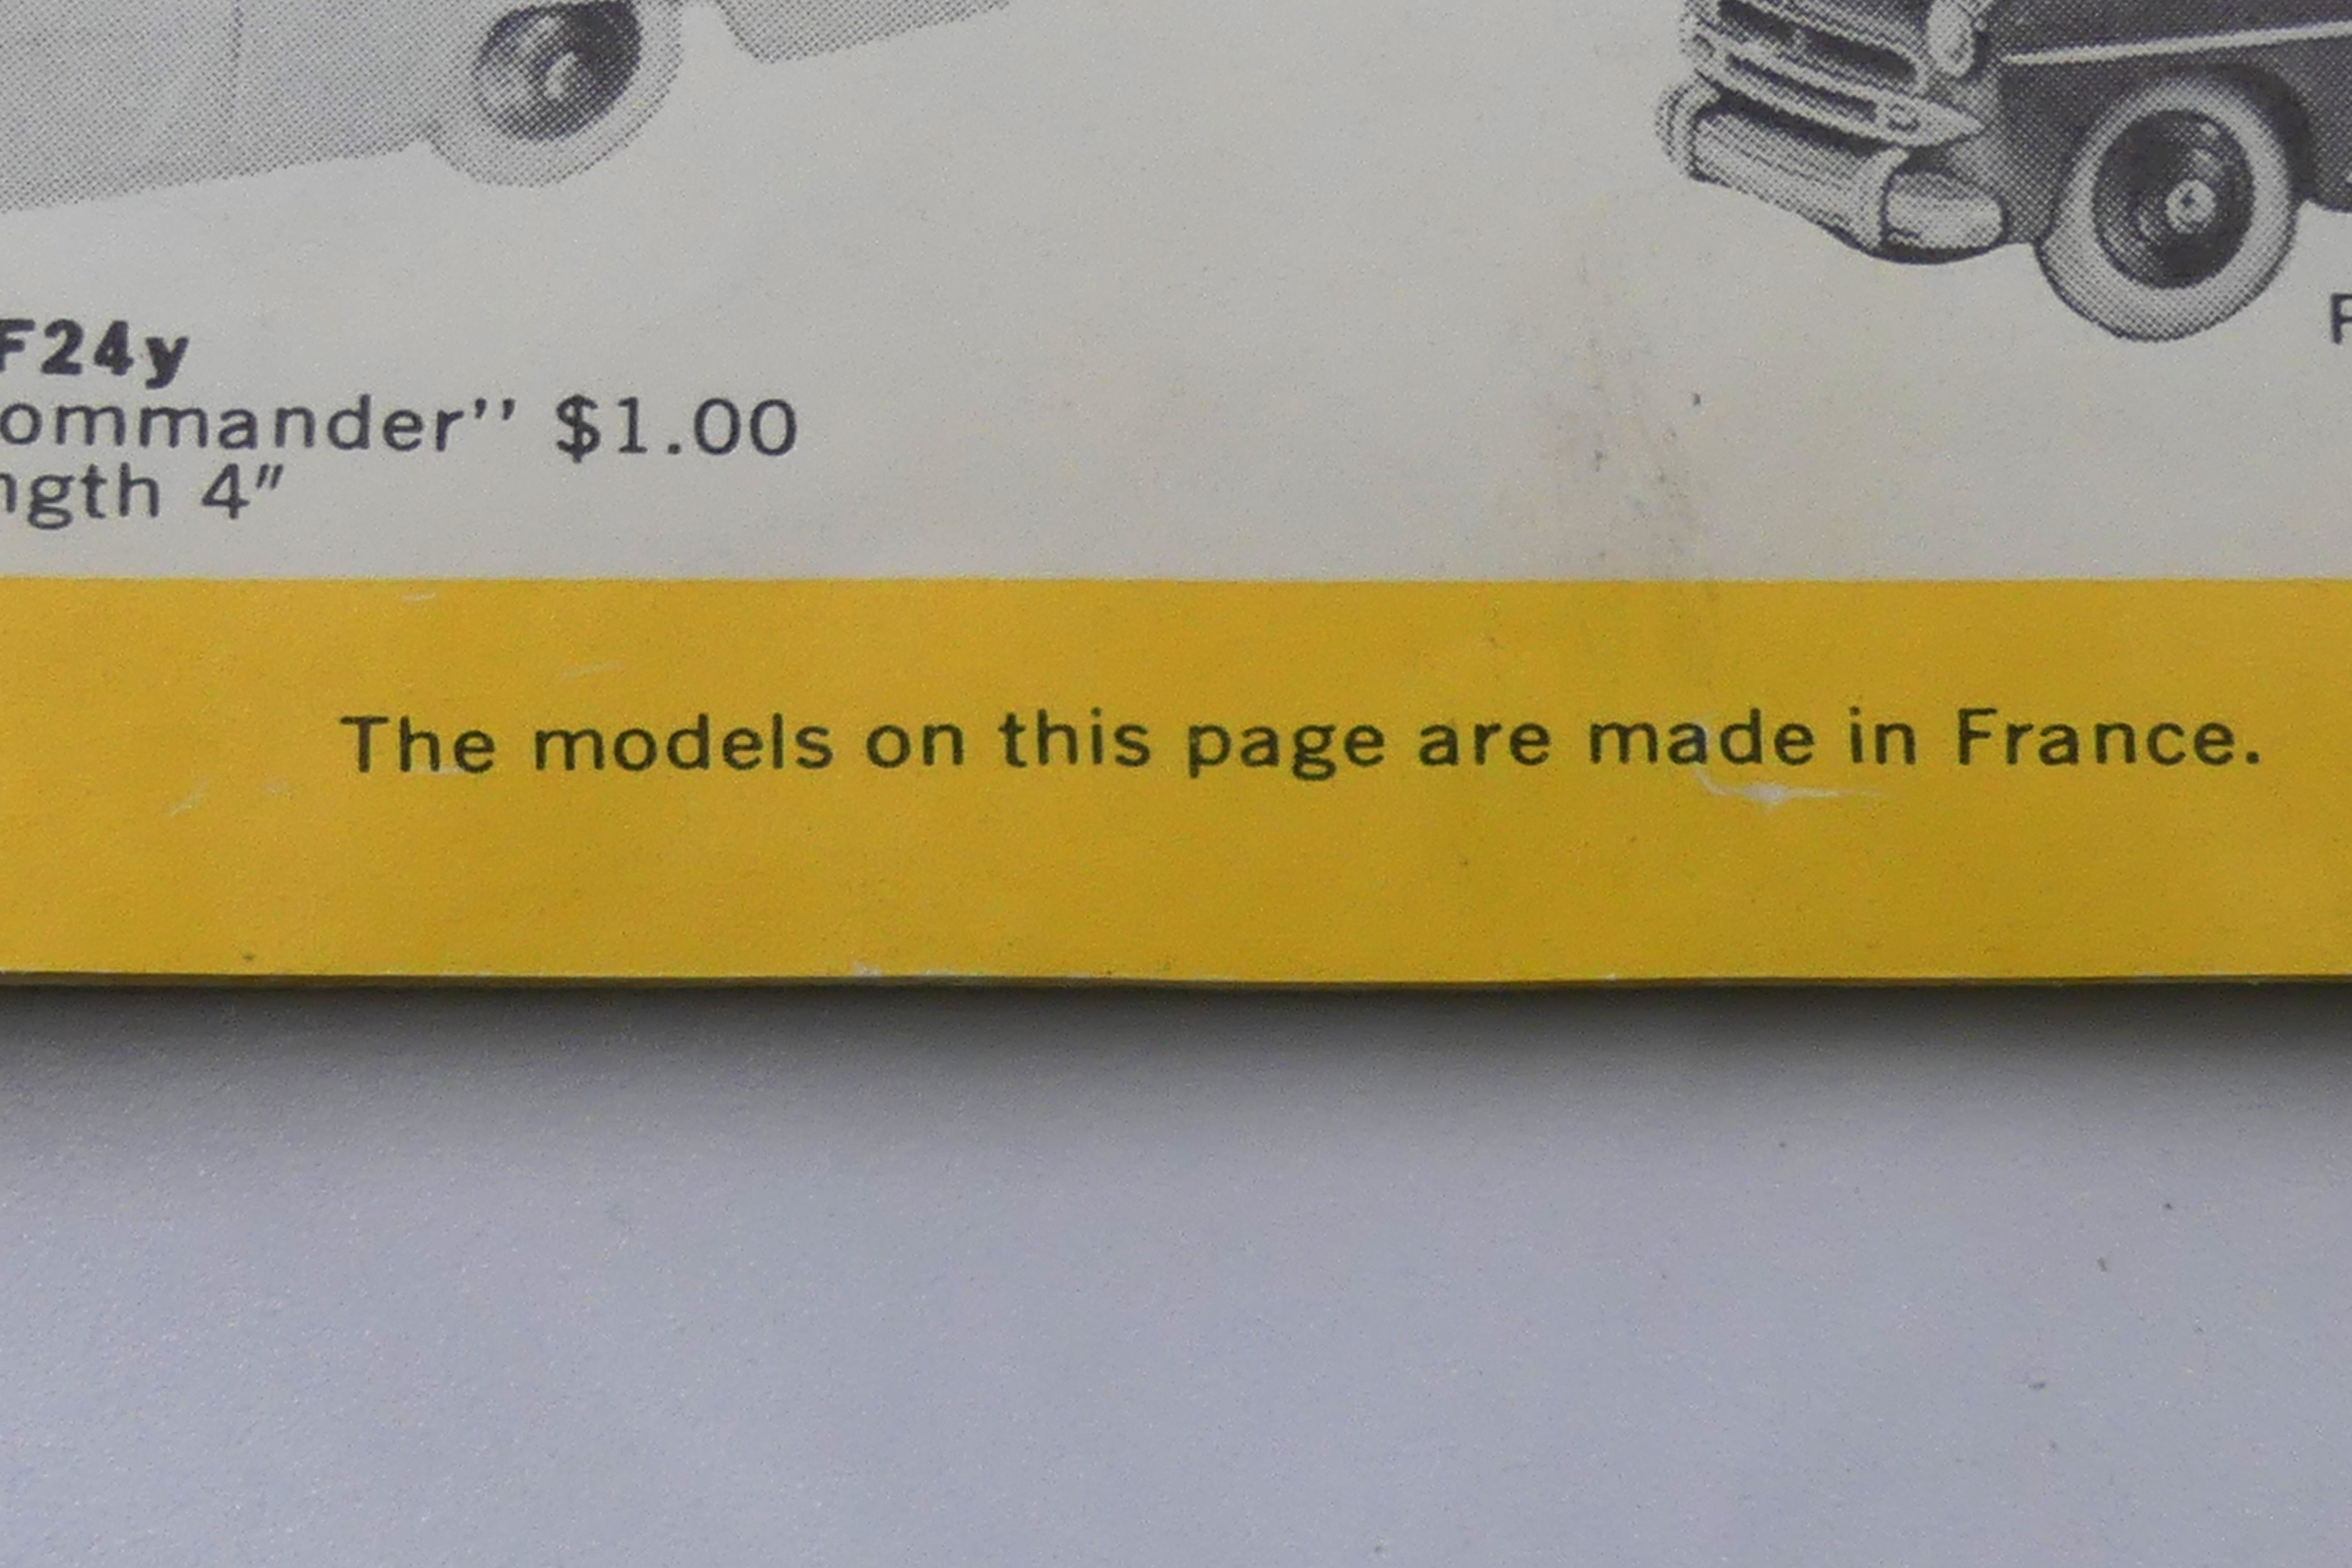 F24y
ommander" $1.00
ngth 4"
The models on this page are made in France.